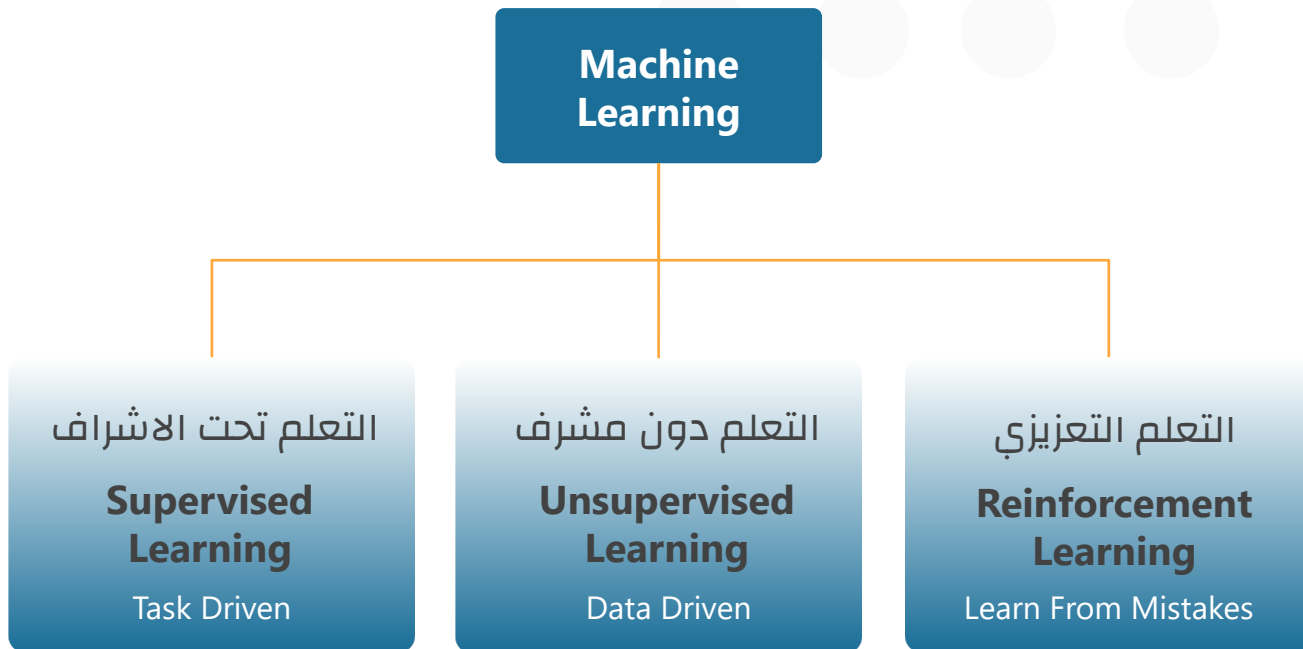 Machine
Learning
التعلم تحت الاشراف
Supervised
Learning
Task Driven
التعلم دون مشرف
Unsupervised
Learning
Data Driven
التعلم التعزيزي
Reinforcement
Learning
Learn From Mistakes